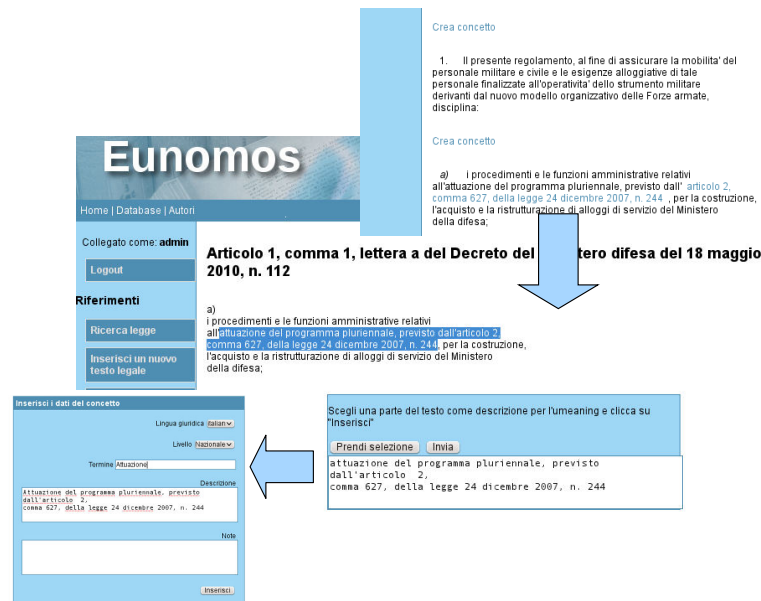 Crea concetto
1. Il presente regolamento, al fine di assicurare la mobilita' del
personale militare e civile e le esigenze alloggiative di tale
personale finalizzate all'operativita' dello strumento militare
derivanti dal nuovo modello organizzativo delle Forze armate,
disciplina:
Crea concetto
a) i procedimenti e le funzioni amministrative relativi
all'attuazione del programma pluriennale, previsto dall' articolo 2,
comma 627, della legge 24 dicembre 2007, n. 244 , per la costruzione,
l'acquisto e la ristrutturazione di alloggi di servizio del Ministero
della difesa;
Eunomos
Home | Database | Autori
Collegato come: admin
Logout
Riferimenti
Ricerca legge
Inserisci un nuovo
testo legale
Articolo 1, comma 1, lettera a del Decreto del tero difesa del 18 maggio
2010, n. 112
a)
i procedimenti e le funzioni amministrative relativi
all'attuazione del programma pluriennale, previsto dall'articolo 2,
comma 627, della legge 24 dicembre 2007, n. 244, per la costruzione,
l'acquisto e la ristrutturazione di alloggi di servizio del Ministero
della difesa;
Scegli una parte del testo come descrizione per l'umeaning e clicca su
"Inserisci"
Prendi selezione Invia
attuazione del programma pluriennale, previsto
dall'articolo 2,
comma 627, della legge 24 dicembre 2007, n. 244
Inserisci i dati del concetto
Lingua giuridica italian
Livello Nazionale
Termine Attuazione
Descrizione
Attuazione del programma pluriennale, previsto
dall'articolo 2,
comma 627, della legge 24 dicembre 2007, n. 244
Note
Inserisci